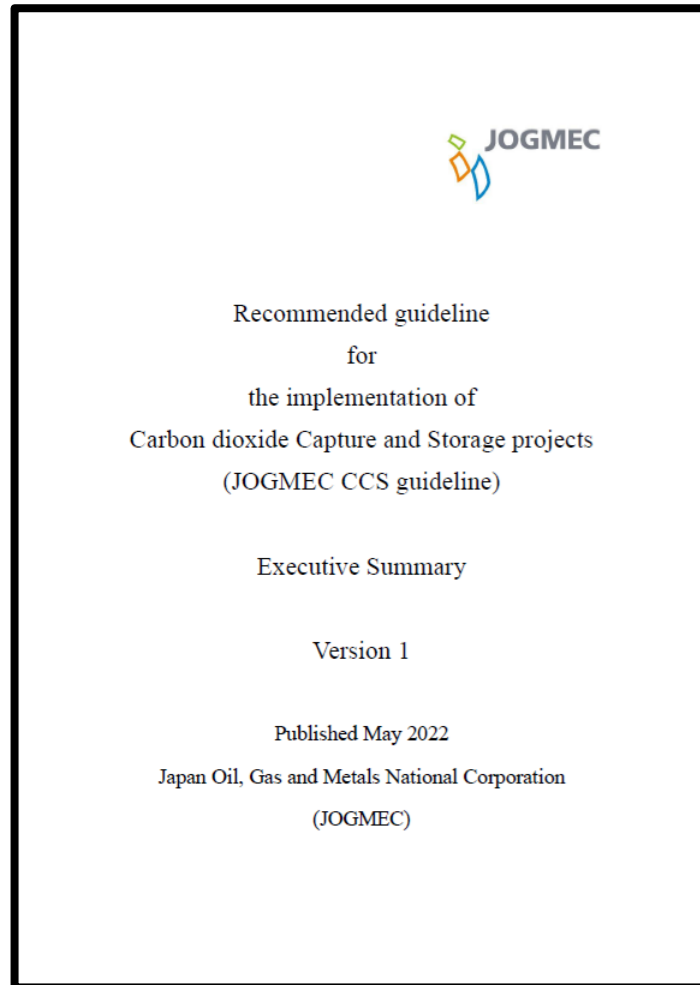 JOGMEC
Recommended guideline
for
the implementation of
Carbon dioxide Capture and Storage projects
(JOGMEC CCS guideline)
Executive Summary
Version 1
Published May 2022
Japan Oil, Gas and Metals National Corporation
(JOGMEC)